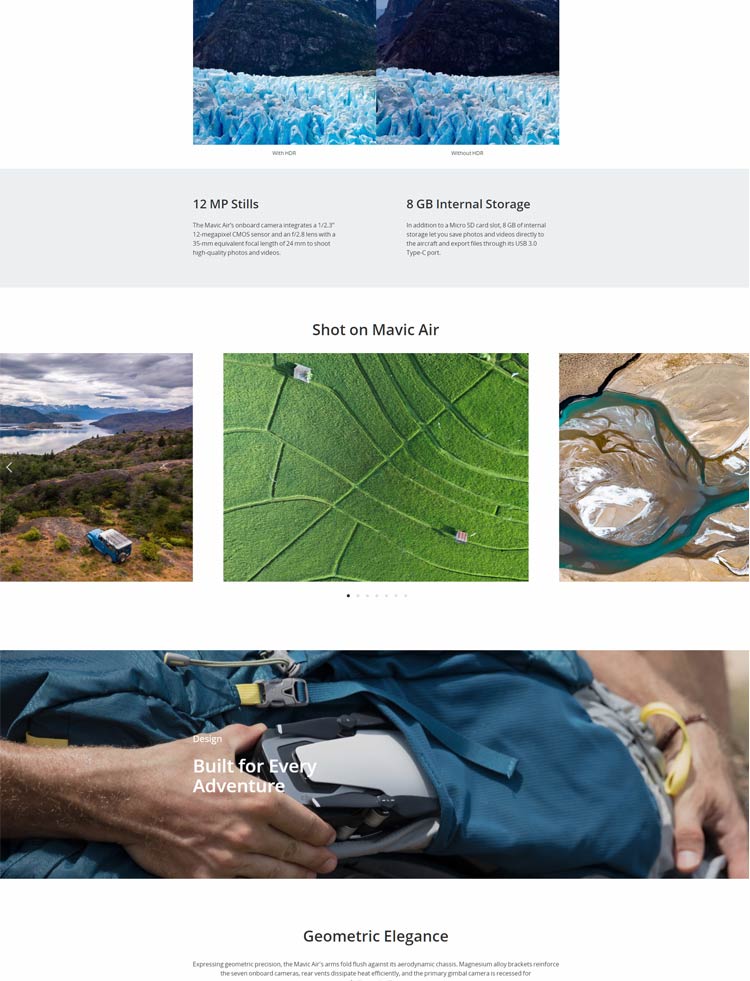 With HDR
Without HDR
12 MP Stills
The Mavic Air's onboard camera integrates a 1/2.3"
12-megapixel CMOS sensor and an f/2.8 lens with a
35-mm equivalent focal length of 24 mm to shoot
high-quality photos and videos.
8 GB Internal Storage
In addition to a Micro SD card slot, 8 GB of internal
storage let you save photos and videos directly to
the aircraft and export files through its USB 3.0
Type-C port.
Shot on Mavic Air
Design
Built for Every
Adventure
Geometric Elegance
Expressing geometric precision, the Mavic Air's arms fold flush against its aerodynamic chassis. Magnesium alloy brackets reinforce
the seven onboard cameras, rear vents dissipate heat efficiently, and the primary gimbal camera is recessed for